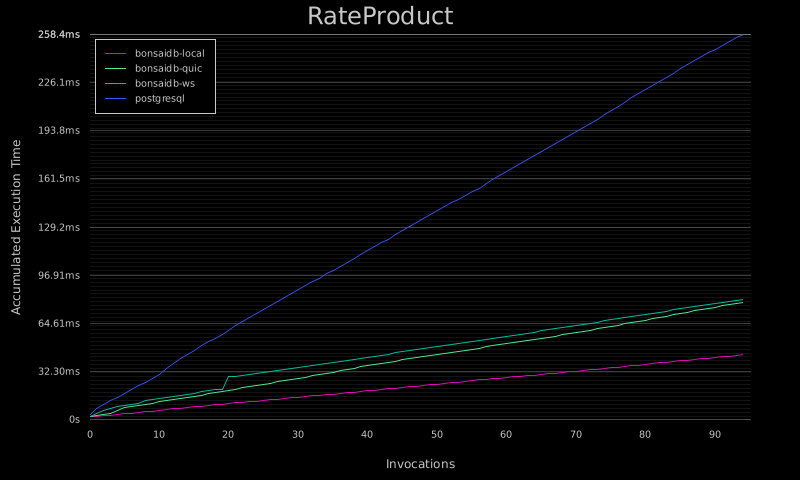 RateProduct
258.4ms
226.1ms
193.8ms
161.5ms
129.2ms
96.91ms
64.61ms
32.30ms
0s
bonsaidb-local
bonsaidb-quic
bonsaidb-ws
postgresql
Accumulated Execution Time
0 10 20 30 40 50 60 70 80 90
Invocations